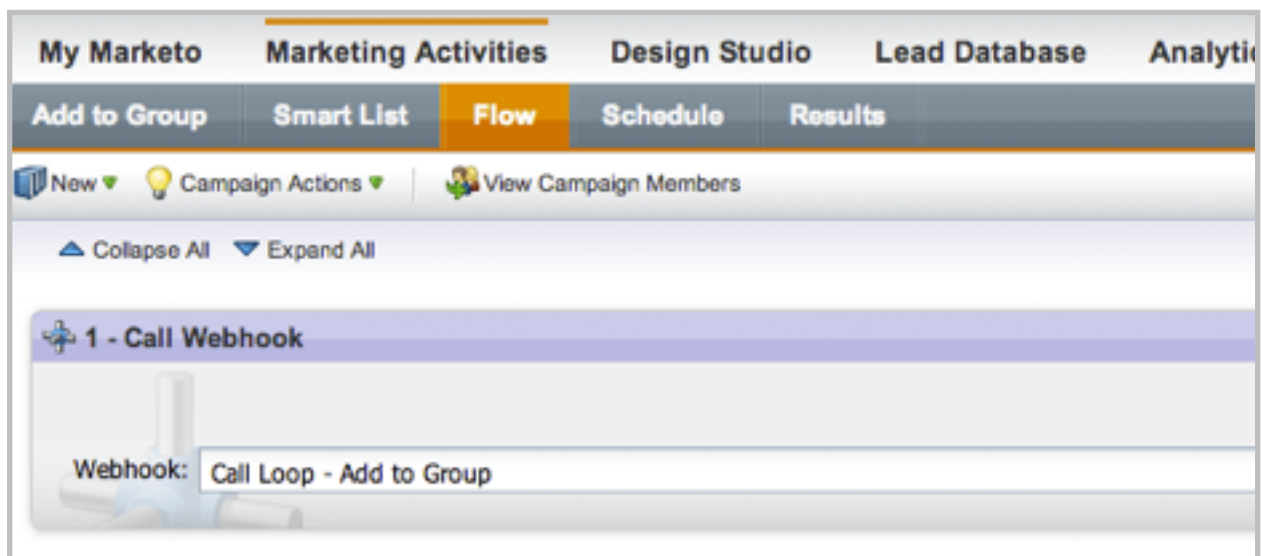 My Marketo Marketing Activities Design Studio Lead Database Analytic
Add to Group Smart List Flow Schedule Results
New Campaign Actions View Campaign Members
Collapse All Expand All
1 - Call Webhook
Webhook: Call Loop - Add to Group